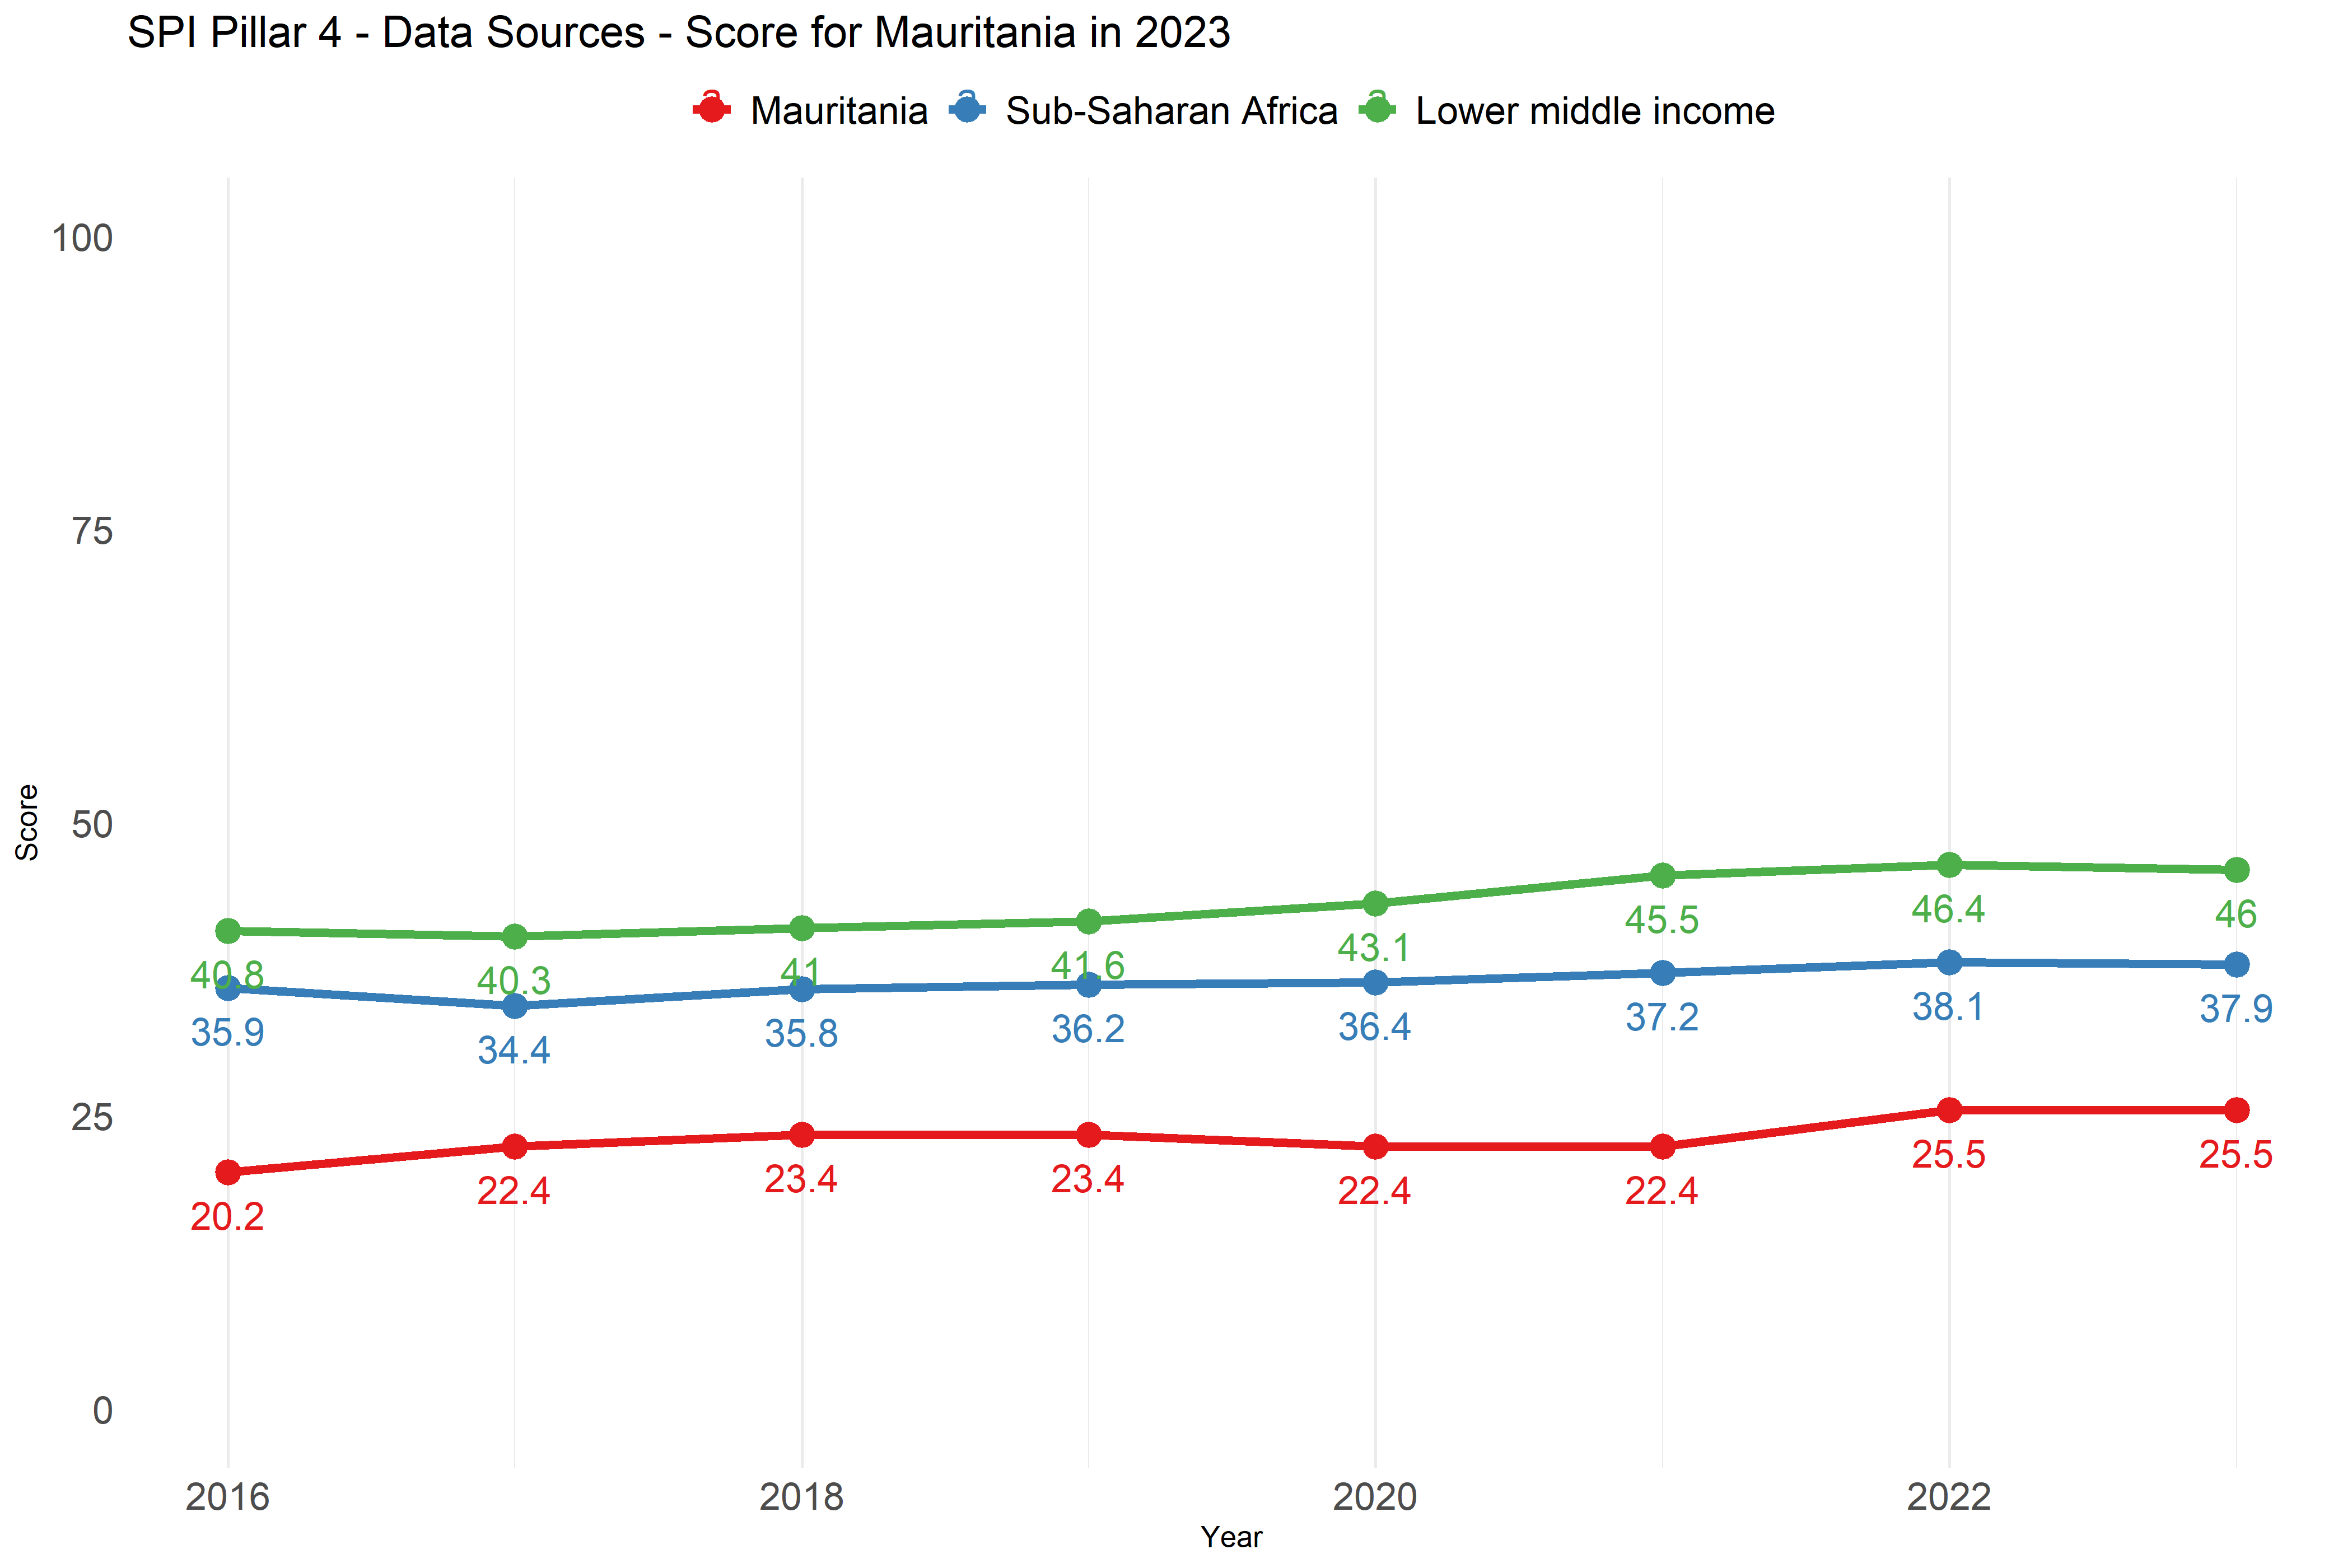 SPI Pillar 4 - Data Sources - Score for Mauritania in 2023
Mauritania Sub-Saharan Africa Lower middle income
100
75
50
25
0
Score
40.8 40.3 41 41.6 43.1 45.5 46.4 46
35.9 34.4 35.8 36.2 36.4 37.2 38.1 37.9
20.2 22.4 23.4 23.4 22.4 22.4 25.5 25.5
2016 2018 2020 2022
Year